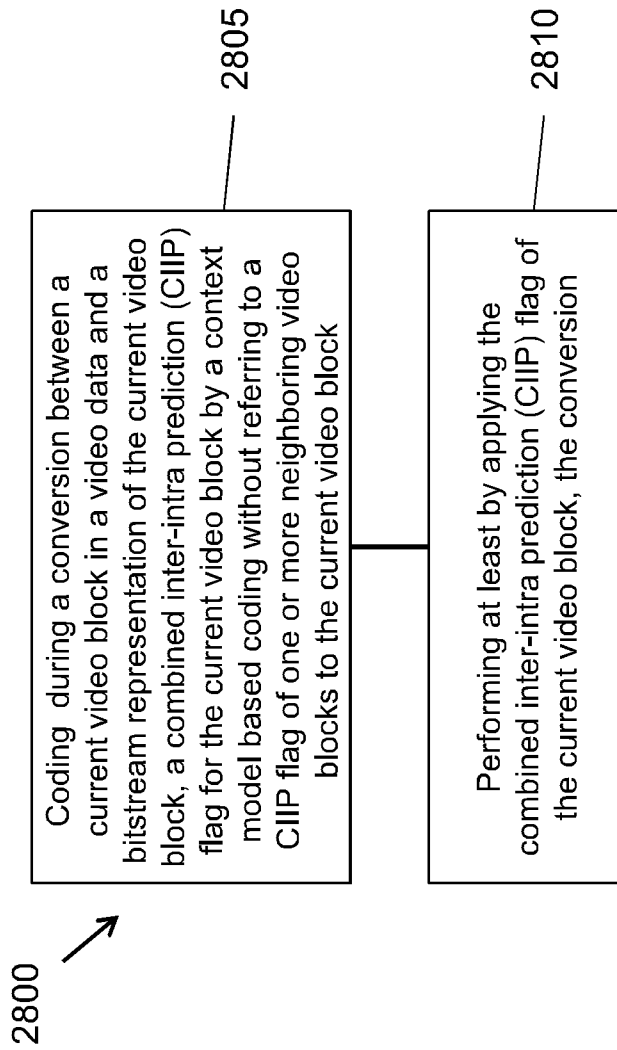 2800
Coding during a conversion between a
current video block in a video data and a
bitstream representation of the current video
block, a combined inter-intra prediction (CIIP)
flag for the current video block by a context
model based coding without referring to a
CIIP flag of one or more neighboring video
blocks to the current video block
2805
Performing at least by applying the
combined inter-intra prediction (CIIP) flag of
the current video block, the conversion
2810